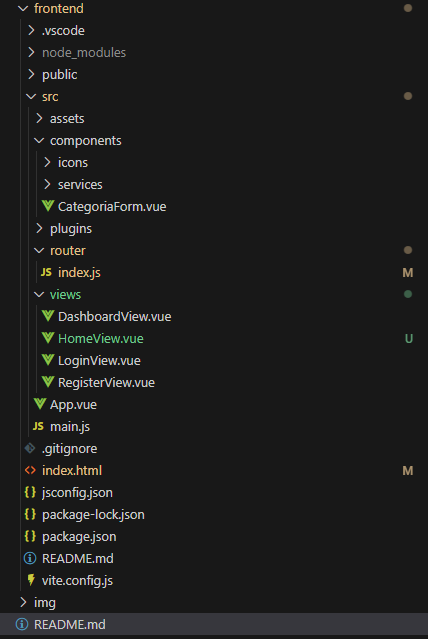 frontend
.vscode
node_modules
public
src
assets
components
icons
services
CategoriaForm.vue
plugins
router
JS index.js M
views
DashboardView.vue
HomeView.vue U
LoginView.vue
RegisterView.vue
App.vue
JS main.js
.gitignore
<> index.html M
{} jsconfig.json
{} package-lock.json
{} package.json
README.md
vite.config.js
img
README.md